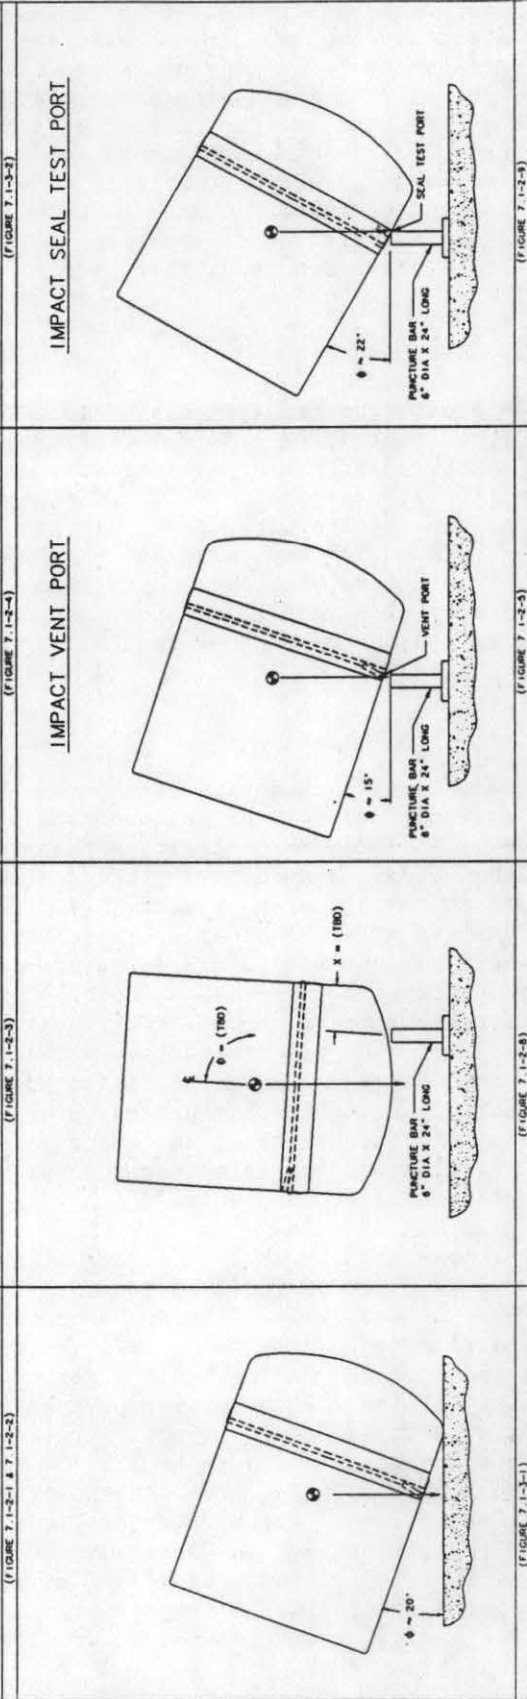 (FIGURE 7.1-3-2)
IMPACT SEAL TEST PORT
SEAL TEST PORT
ϕ ≈ 22°
PUNCTURE BAR
6" DIA X 24" LONG
(FIGURE 7.1-2-9)
(FIGURE 7.1-2-4)
IMPACT VENT PORT
VENT PORT
ϕ ≈ 15°
PUNCTURE BAR
6" DIA X 24" LONG
(FIGURE 7.1-2-5)
(FIGURE 7.1-2-3)
X = (TBD)
ϕ = (TBD)
℄
PUNCTURE BAR
6" DIA X 24" LONG
(FIGURE 7.1-2-8)
(FIGURE 7.1-2-1 & 7.1-2-2)
ϕ ≈ 20°
(FIGURE 7.1-3-1)